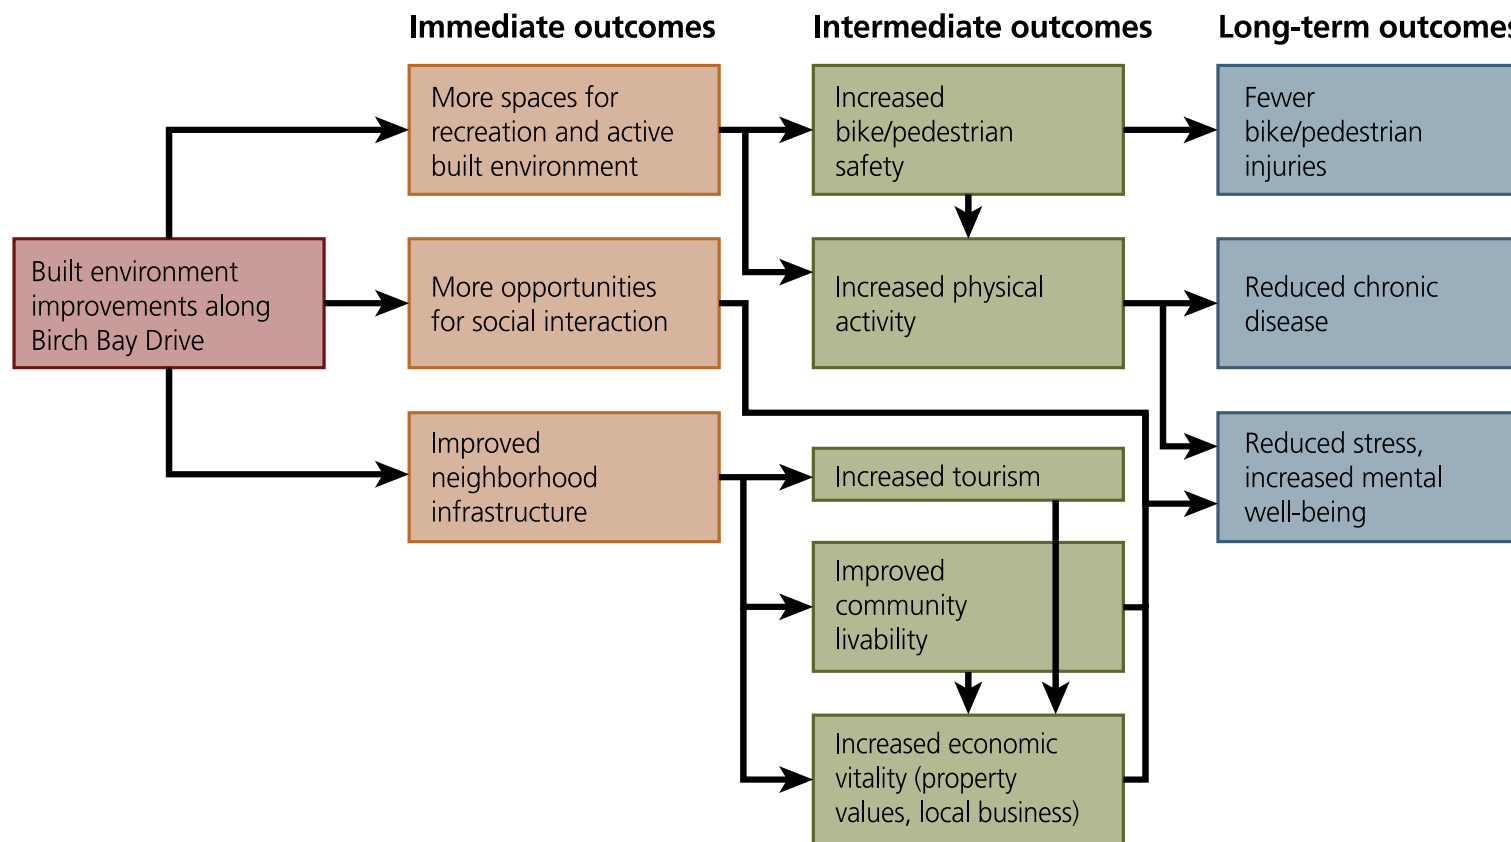 Immediate outcomes
Intermediate outcomes
Long-term outcomes
More spaces for
recreation and active
built environment
Increased
bike/pedestrian
safety
Fewer
bike/pedestrian
injuries
Built environment
improvements along
Birch Bay Drive
More opportunities
for social interaction
Increased physical
activity
Reduced chronic
disease
Improved
neighborhood
infrastructure
Increased tourism
Reduced stress,
increased mental
well-being
Improved
community
livability
Increased economic
vitality (property
values, local business)